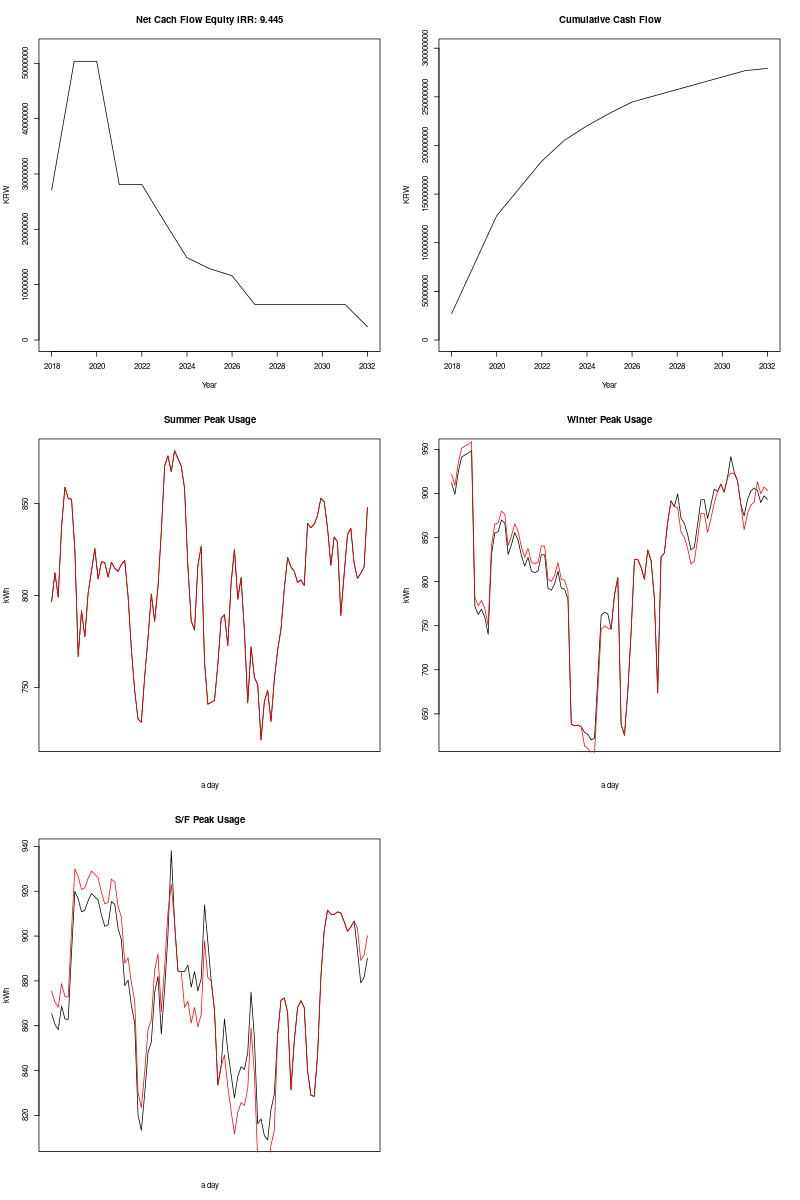 Net Cach Flow Equity IRR: 9.445
KRW
50000000
40000000
30000000
20000000
10000000
0
2018 2020 2022 2024 2026 2028 2030 2032
Year
Cumulative Cash Flow
KRW
300000000
250000000
200000000
150000000
100000000
50000000
0
2018 2020 2022 2024 2026 2028 2030 2032
Year
Summer Peak Usage
kWh
850
800
750
a day
Winter Peak Usage
kWh
950
900
850
800
750
700
650
a day
S/F Peak Usage
kWh
940
920
900
880
860
840
820
a day